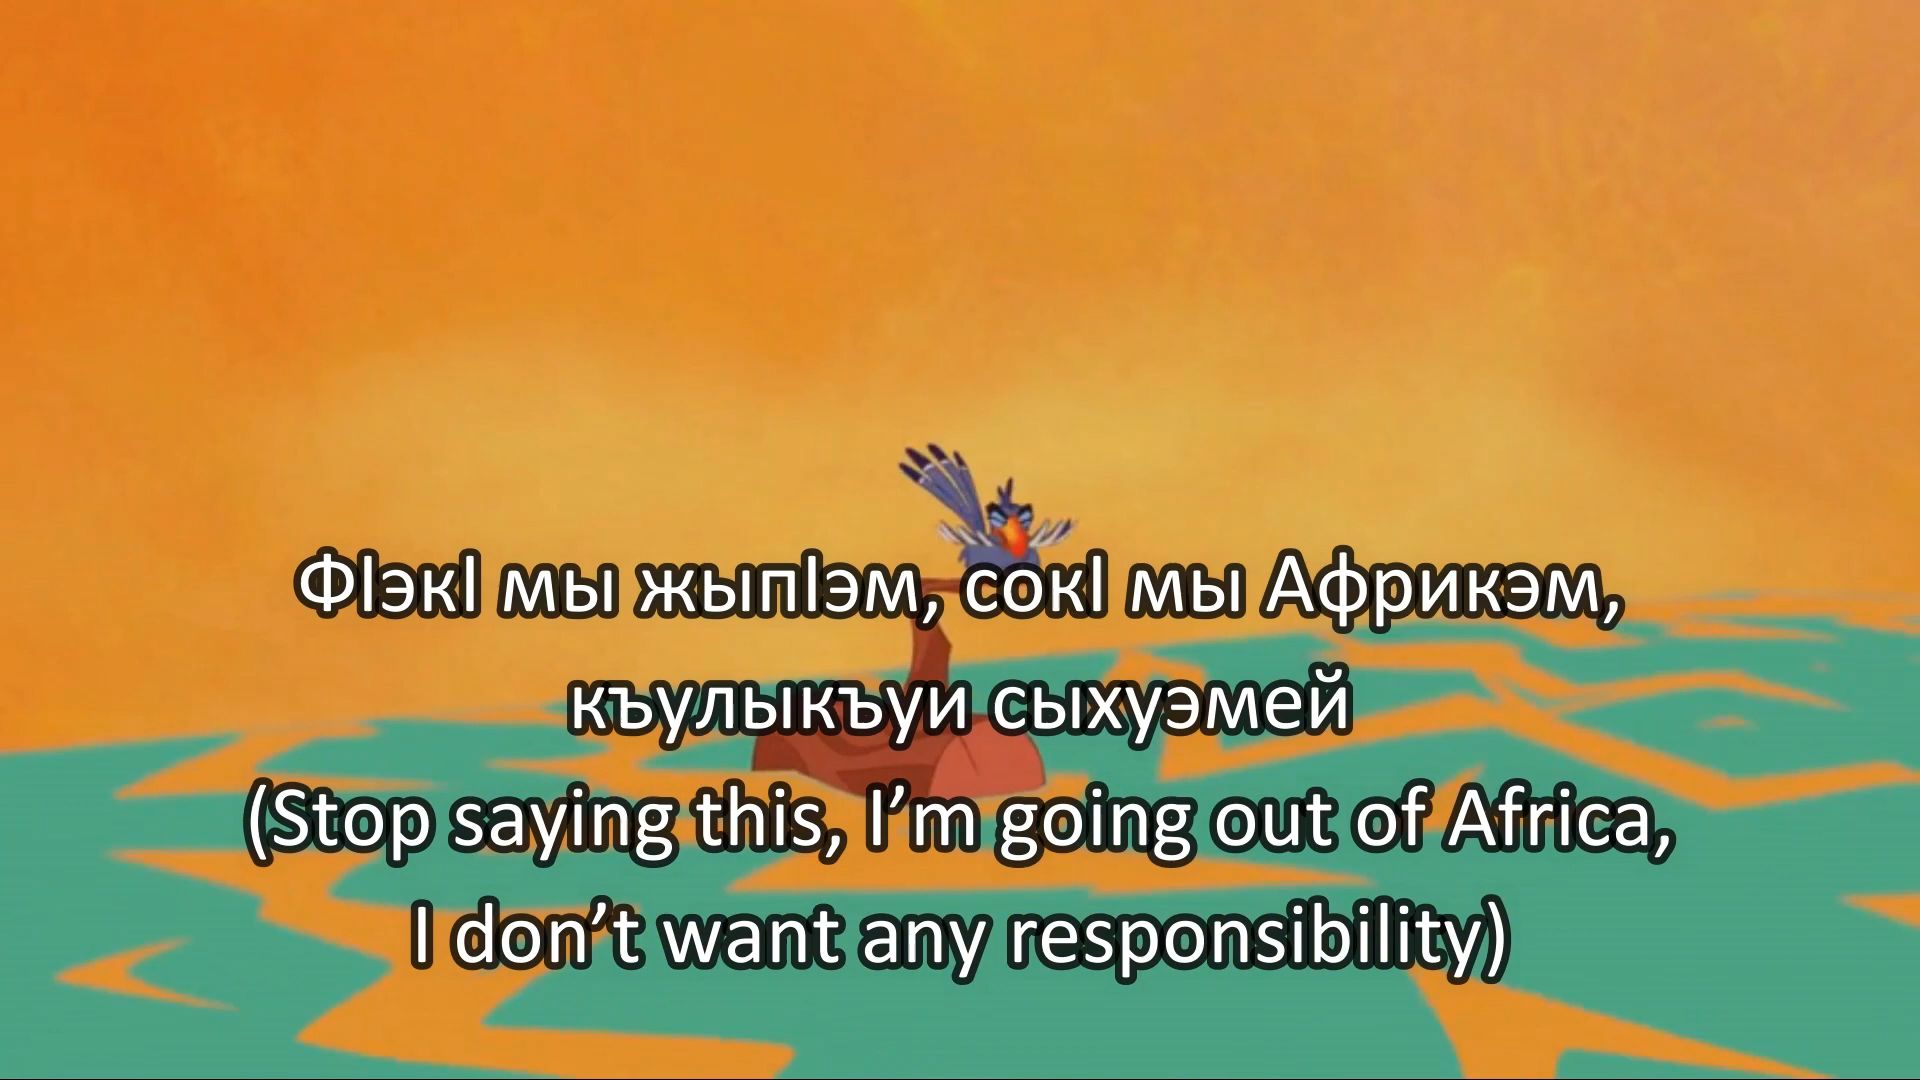 ФӀэкӀ мы жыпӀэм, сокӀ мы Африкэм,
къулыкъуи сыхуэмей
(Stop saying this, I’m going out of Africa,
I don’t want any responsibility)